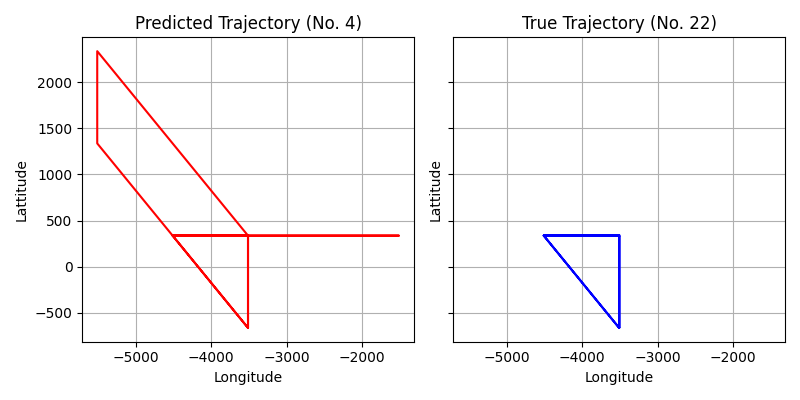 Predicted Trajectory (No. 4)
True Trajectory (No. 22)
Lattitude
2000
1500
1000
500
0
−500
−5000
−4000
−3000
−2000
Longitude
Lattitude
−5000
−4000
−3000
−2000
Longitude